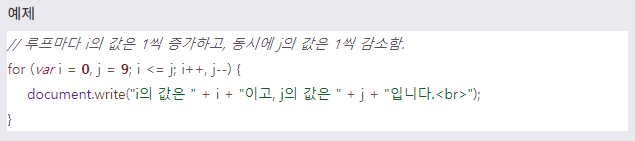 예제
// 루프마다 i의 값은 1씩 증가하고, 동시에 j의 값은 1씩 감소함.
for (var i = 0, j = 9; i <= j; i++, j--) {
    document.write("i의 값은 " + i + "이고, j의 값은 " + j + "입니다.<br>");
}